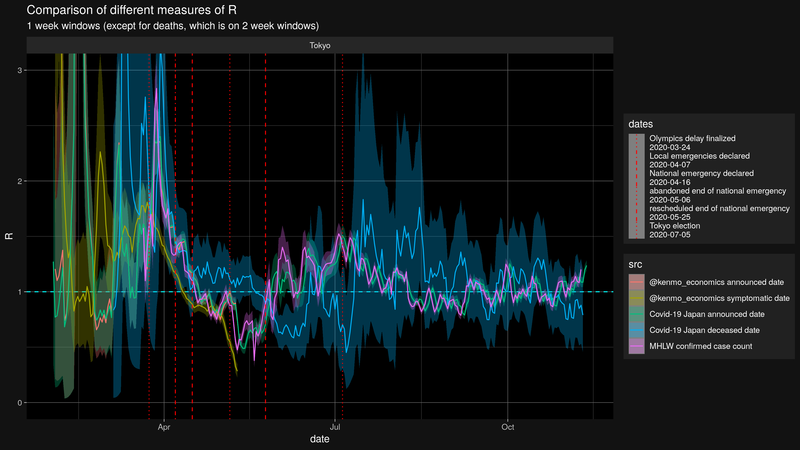 Comparison of different measures of R
1 week windows (except for deaths, which is on 2 week windows)
Tokyo
3
2
1
0
R
Apr
Jul
Oct
date
dates
Olympics delay finalized
2020-03-24
Local emergencies declared
2020-04-07
National emergency declared
2020-04-16
abandoned end of national emergency
2020-05-06
rescheduled end of national emergency
2020-05-25
Tokyo election
2020-07-05
src
@kenmo_economics announced date
@kenmo_economics symptomatic date
Covid-19 Japan announced date
Covid-19 Japan deceased date
MHLW confirmed case count